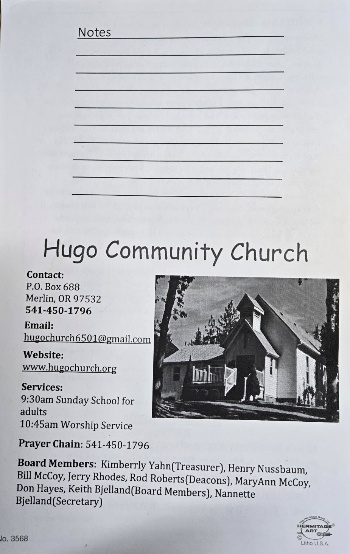 Notes
Hugo Community Church
Contact:
P.O. Box 688
Merlin, OR 97532
541-450-1796
Email:
hugochurch6501@gmail.com
Website:
www.hugochurch.org
Services:
9:30am Sunday School for
adults
10:45am Worship Service
Prayer Chain: 541-450-1796
Board Members: Kimberrly Yahn(Treasurer), Henry Nussbaum,
Bill McCoy, Jerry Rhodes, Rod Roberts(Deacons), MaryAnn McCoy,
Don Hayes, Keith Bjelland(Board Members), Nannette
Bjelland(Secretary)
No. 3568
HERMITAGE
ART
Litho U.S.A.